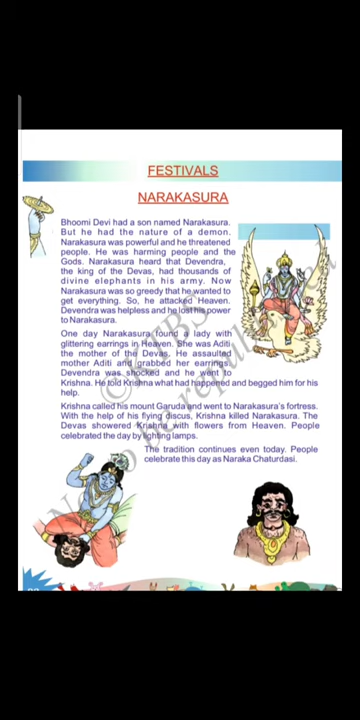 FESTIVALS
NARAKASURA
Bhoomi Devi had a son named Narakasura.
But he had the nature of a demon.
Narakasura was powerful and he threatened
people. He was harming people and the
Gods. Narakasura heard that Devendra,
the king of the Devas, had thousands of
divine elephants in his army. Now
Narakasura was so greedy that he wanted to
get everything. So, he attacked Heaven.
Devendra was helpless and he lost his power
to Narakasura.
One day Narakasura found a lady with
glittering earrings in Heaven. She was Aditi
the mother of the Devas. He assaulted
mother Aditi and grabbed her earrings.
Devendra was shocked and he went to
Krishna. He told Krishna what had happened and begged him for his
help.
Krishna called his mount Garuda and went to Narakasura's fortress.
With the help of his flying discus, Krishna killed Narakasura. The
Devas showered Krishna with flowers from Heaven. People
celebrated the day by lighting lamps.
The tradition continues even today. People
celebrate this day as Naraka Chaturdasi.